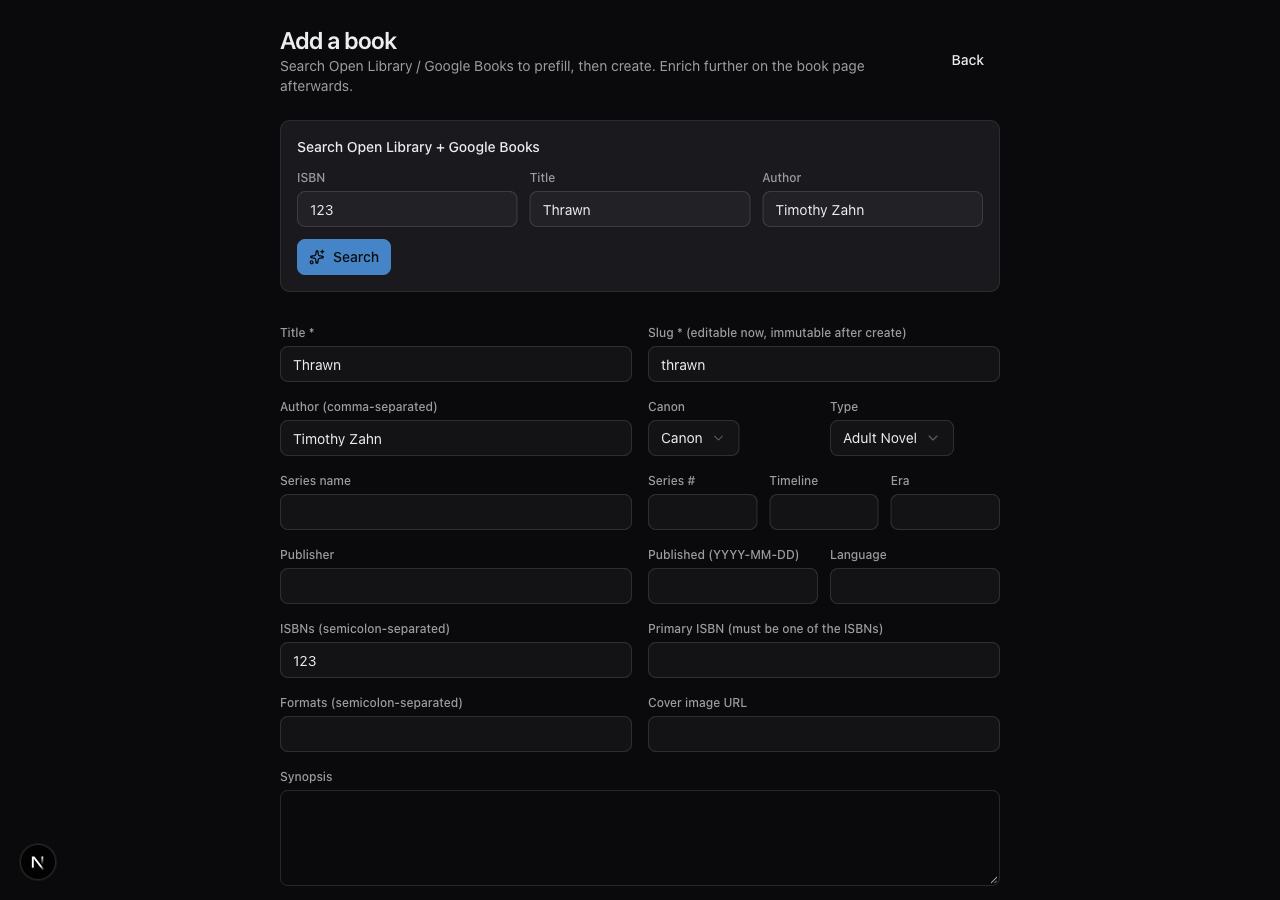 Add a book
Search Open Library / Google Books to prefill, then create. Enrich further on the book page
afterwards.
Back
Search Open Library + Google Books
ISBN
Title
Author
123
Thrawn
Timothy Zahn
Search
Title *
Slug * (editable now, immutable after create)
Thrawn
thrawn
Author (comma-separated)
Canon
Type
Timothy Zahn
Canon
Adult Novel
Series name
Series #
Timeline
Era
Publisher
Published (YYYY-MM-DD)
Language
ISBNs (semicolon-separated)
Primary ISBN (must be one of the ISBNs)
123
Formats (semicolon-separated)
Cover image URL
Synopsis
N